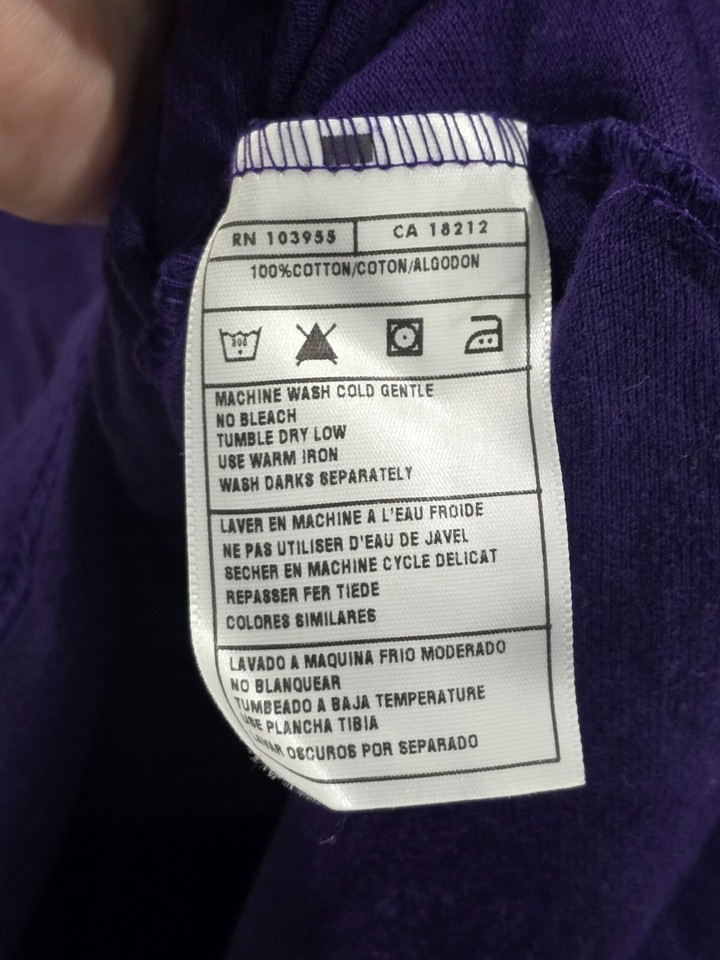 RN 103955 CA 18212
100%COTTON/COTON/ALGODON
MACHINE WASH COLD GENTLE
NO BLEACH
TUMBLE DRY LOW
USE WARM IRON
WASH DARKS SEPARATELY
LAVER EN MACHINE A L'EAU FROIDE
NE PAS UTILISER D'EAU DE JAVEL
SECHER EN MACHINE CYCLE DELICAT
REPASSER FER TIEDE
COLORES SIMILARES
LAVADO A MAQUINA FRIO MODERADO
NO BLANQUEAR
TUMBEADO A BAJA TEMPERATURE
USE PLANCHA TIBIA
LAVAR OSCUROS POR SEPARADO